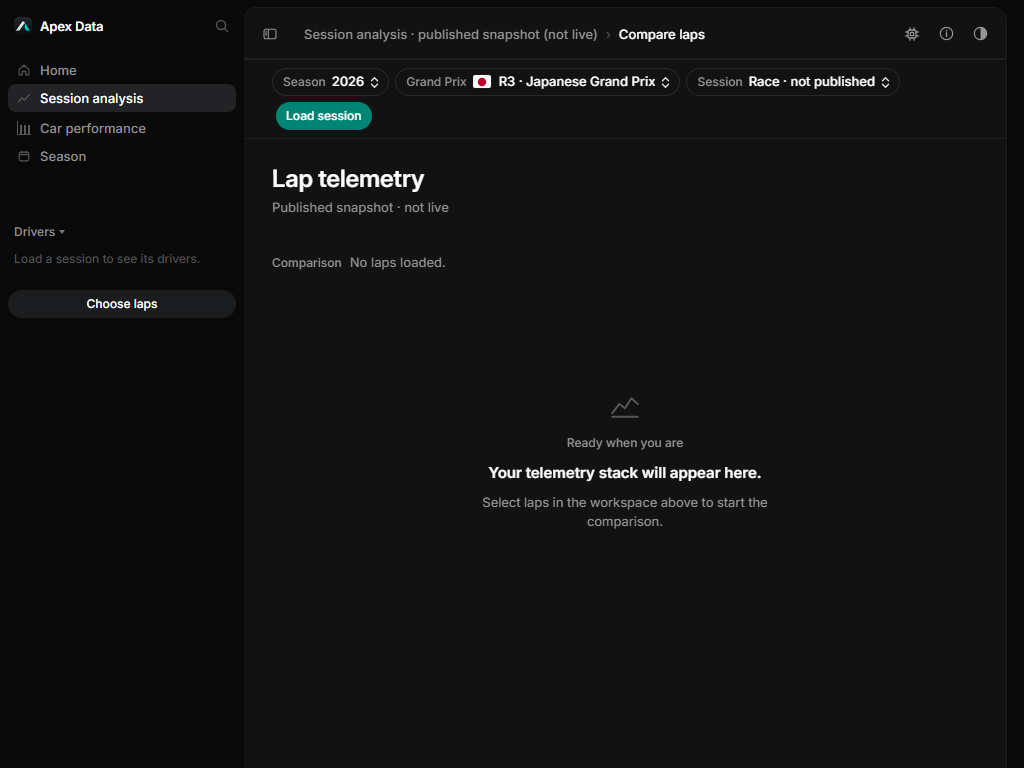 Apex Data
Home
Session analysis
Car performance
Season
Drivers
Load a session to see its drivers.
Choose laps
Session analysis · published snapshot (not live) › Compare laps
Season 2026 Grand Prix R3 · Japanese Grand Prix Session Race · not published
Load session
Lap telemetry
Published snapshot · not live
Comparison No laps loaded.
Ready when you are
Your telemetry stack will appear here.
Select laps in the workspace above to start the
comparison.